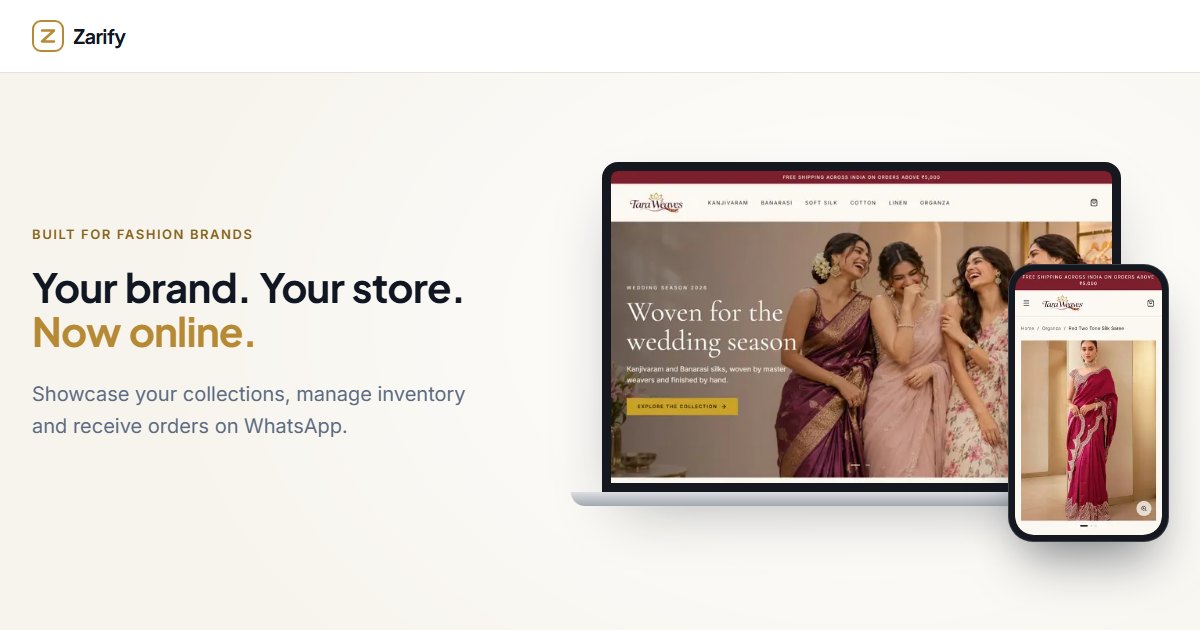 Zarify
BUILT FOR FASHION BRANDS
Your brand. Your store.
Now online.
Showcase your collections, manage inventory
and receive orders on WhatsApp.
FREE SHIPPING ACROSS INDIA ON ORDERS ABOVE ₹5,000
Tara Weaves
KANJIVARAM BANARASI SOFT SILK COTTON LINEN ORGANZA
WEDDING SEASON 2026
Woven for the
wedding season
Kanjivaram and Banarasi silks, woven by master
weavers and finished by hand.
EXPLORE THE COLLECTION →
FREE SHIPPING ACROSS INDIA ON ORDERS ABOVE
₹5,000
Tara Weaves
Home / Organza / Red Two Tone Silk Saree